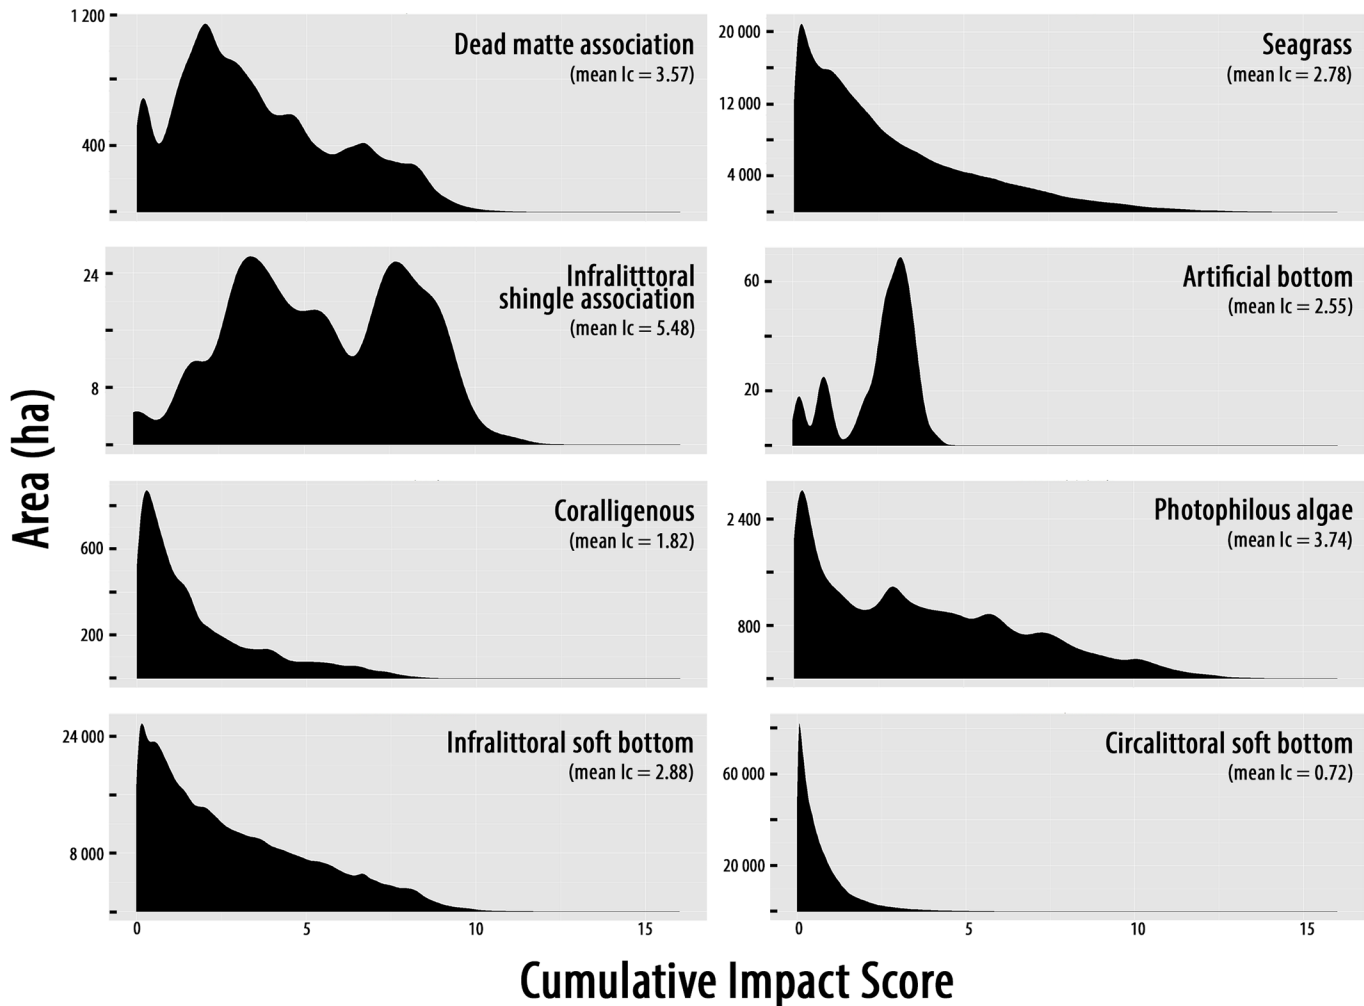 1 200
400
Dead matte association
(mean Ic = 3.57)
20 000
12 000
4 000
Seagrass
(mean Ic = 2.78)
24
8
Infralitttoral
shingle association
(mean Ic = 5.48)
60
20
Artificial bottom
(mean Ic = 2.55)
Area (ha)
600
200
Coralligenous
(mean Ic = 1.82)
2 400
800
Photophilous algae
(mean Ic = 3.74)
24 000
8 000
Infralittoral soft bottom
(mean Ic = 2.88)
60 000
20 000
Circalittoral soft bottom
(mean Ic = 0.72)
0 5 10 15
0 5 10 15
Cumulative Impact Score